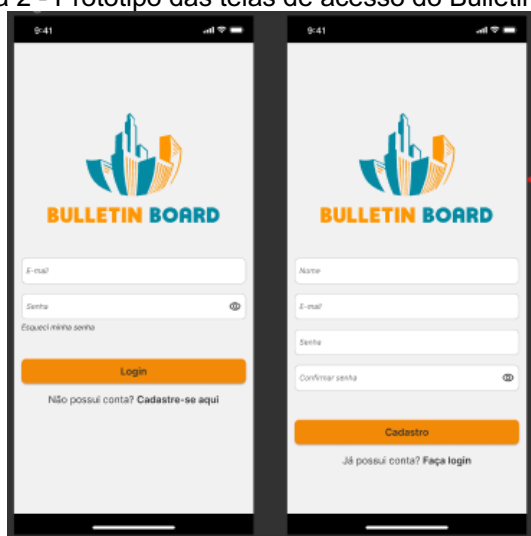 2 - Protótipo das telas de acesso do Bulletin
9:41
BULLETIN BOARD
E-mail
Senha
Esqueci minha senha
Login
Não possui conta? Cadastre-se aqui
9:41
BULLETIN BOARD
Nome
E-mail
Senha
Confirmar senha
Cadastro
Já possui conta? Faça login